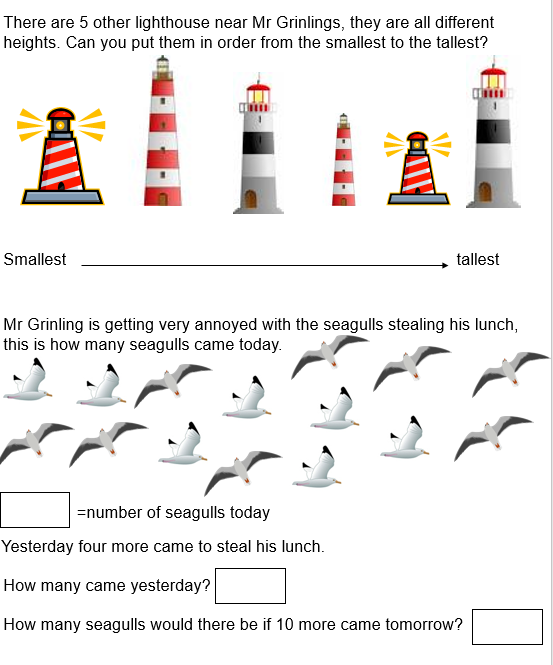 There are 5 other lighthouse near Mr Grinlings, they are all different
heights. Can you put them in order from the smallest to the tallest?
Smallest tallest
Mr Grinling is getting very annoyed with the seagulls stealing his lunch,
this is how many seagulls came today.
=number of seagulls today
Yesterday four more came to steal his lunch.
How many came yesterday?
How many seagulls would there be if 10 more came tomorrow?